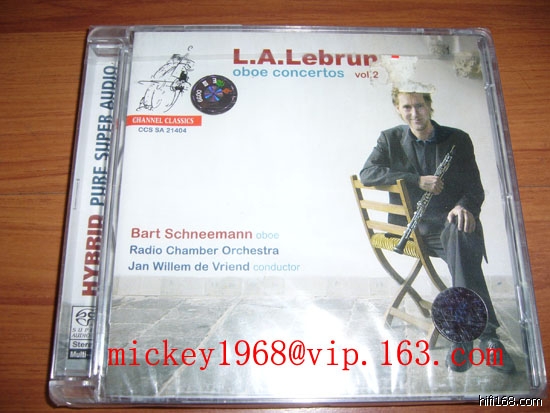 L.A.Lebrun
oboe concertos vol.2
CHANNEL CLASSICS
CCS SA 21404
HYBRID PURE SUPER AUDIO
Bart Schneemann oboe
Radio Chamber Orchestra
Jan Willem de Vriend conductor
mickey1968@vip.163.com
hifi168.com